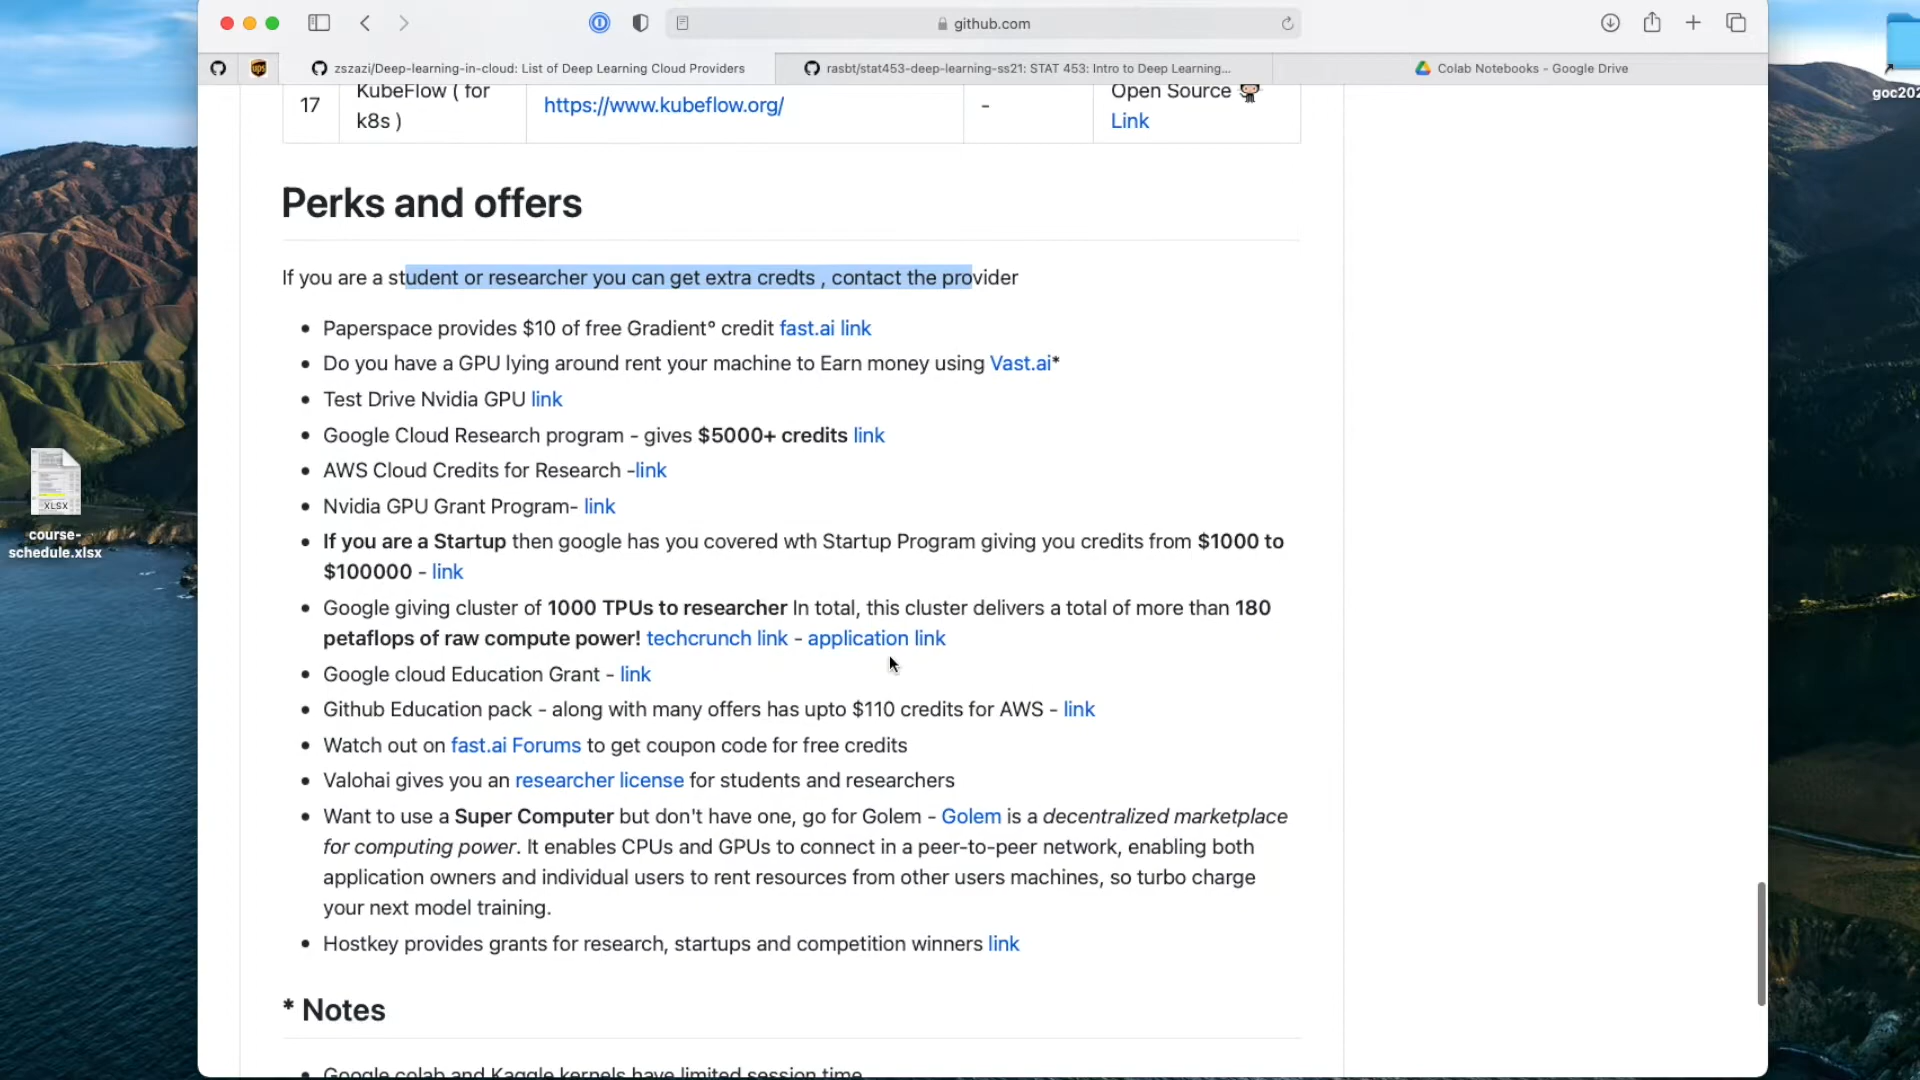 github.com
zszazi/Deep-learning-in-cloud: List of Deep Learning Cloud Providers
rasbt/stat453-deep-learning-ss21: STAT 453: Intro to Deep Learning...
Colab Notebooks - Google Drive
ups
goc202
17
KubeFlow ( for
k8s )
https://www.kubeflow.org/
-
Open Source
Link
Perks and offers
If you are a student or researcher you can get extra credts , contact the provider
• Paperspace provides $10 of free Gradient° credit fast.ai link
• Do you have a GPU lying around rent your machine to Earn money using Vast.ai*
• Test Drive Nvidia GPU link
• Google Cloud Research program - gives $5000+ credits link
• AWS Cloud Credits for Research -link
• Nvidia GPU Grant Program- link
• If you are a Startup then google has you covered wth Startup Program giving you credits from $1000 to
$100000 - link
• Google giving cluster of 1000 TPUs to researcher In total, this cluster delivers a total of more than 180
petaflops of raw compute power! techcrunch link - application link
• Google cloud Education Grant - link
• Github Education pack - along with many offers has upto $110 credits for AWS - link
• Watch out on fast.ai Forums to get coupon code for free credits
• Valohai gives you an researcher license for students and researchers
• Want to use a Super Computer but don't have one, go for Golem - Golem is a decentralized marketplace
for computing power. It enables CPUs and GPUs to connect in a peer-to-peer network, enabling both
application owners and individual users to rent resources from other users machines, so turbo charge
your next model training.
• Hostkey provides grants for research, startups and competition winners link
* Notes
• Google colab and Kaggle kernels have limited session time
XLSX
course-
schedule.xlsx